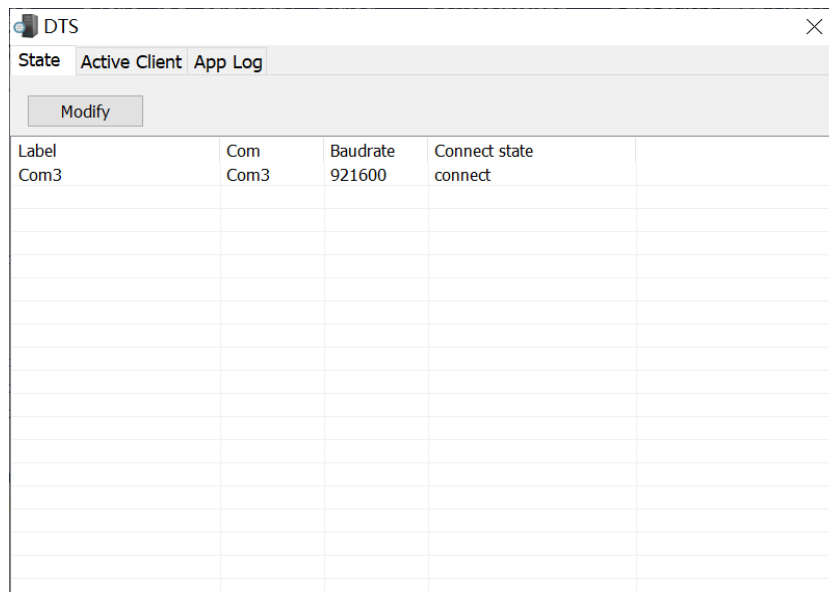 DTS
State Active Client App Log
Modify
Label Com Baudrate Connect state
Com3 Com3 921600 connect